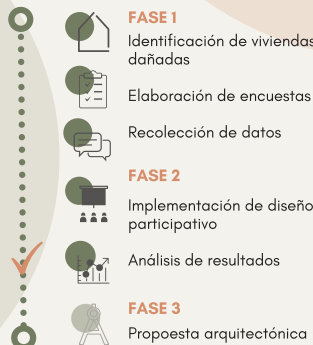 FASE 1
Identificación de viviendas
dañadas
Elaboración de encuestas
Recolección de datos
FASE 2
Implementación de diseño
participativo
Análisis de resultados
FASE 3
Propoesta arquitectónica